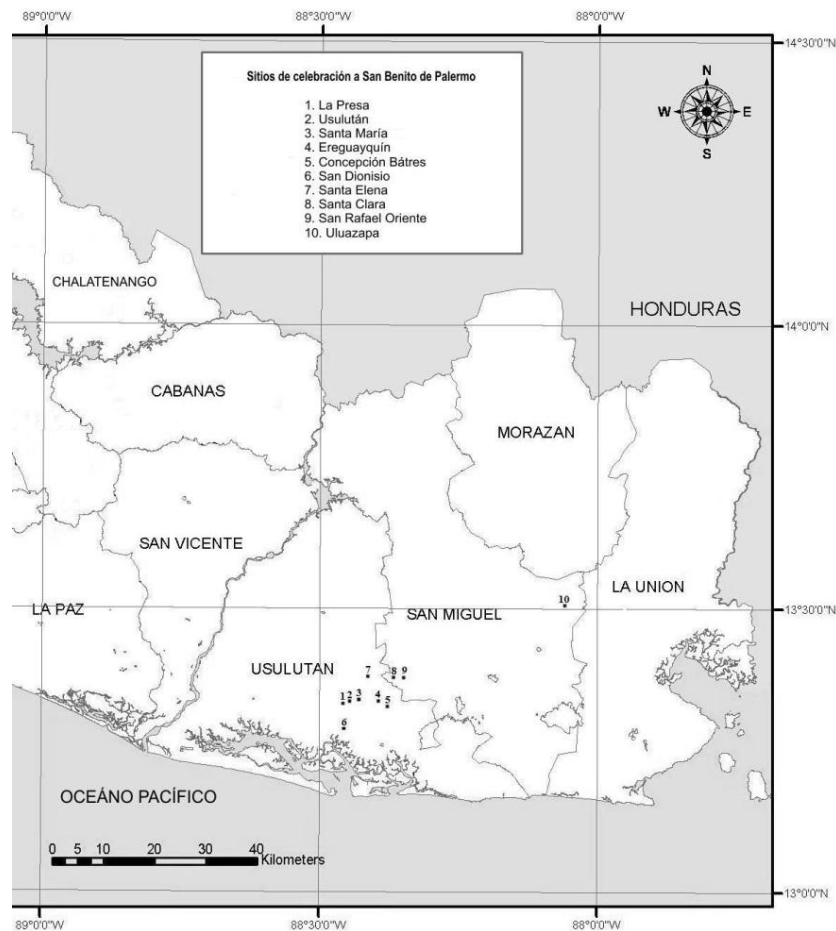 89°0'0"W 88°30'0"W 88°0'0"W
14°30'0"N
Sitios de celebración a San Benito de Palermo
1. La Presa
2. Usulután
3. Santa María
4. Ereguayquín
5. Concepción Bátres
6. San Dionisio
7. Santa Elena
8. Santa Clara
9. San Rafael Oriente
10. Uluazapa
N
W E
S
CHALATENANGO
HONDURAS
14°0'0"N
CABANAS
MORAZAN
SAN VICENTE
LA UNION
10
LA PAZ
SAN MIGUEL
13°30'0"N
USULUTAN
7 8 9
1 2 3 4 5
6
OCEÁNO PACÍFICO
0 5 10 20 30 40
Kilometers
13°0'0"N
89°0'0"W 88°30'0"W 88°0'0"W